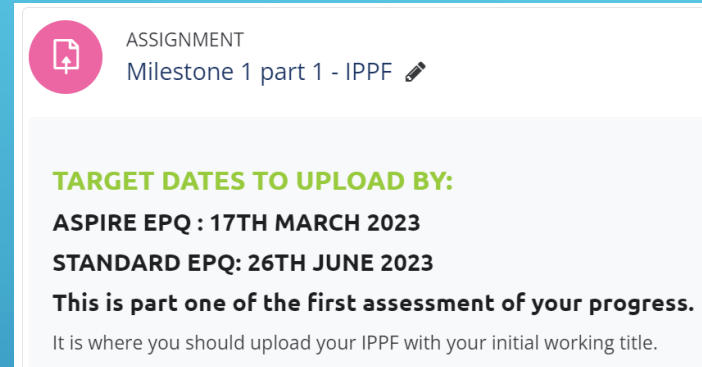 ASSIGNMENT
Milestone 1 part 1 - IPPF
TARGET DATES TO UPLOAD BY:
ASPIRE EPQ : 17TH MARCH 2023
STANDARD EPQ: 26TH JUNE 2023
This is part one of the first assessment of your progress.
It is where you should upload your IPPF with your initial working title.